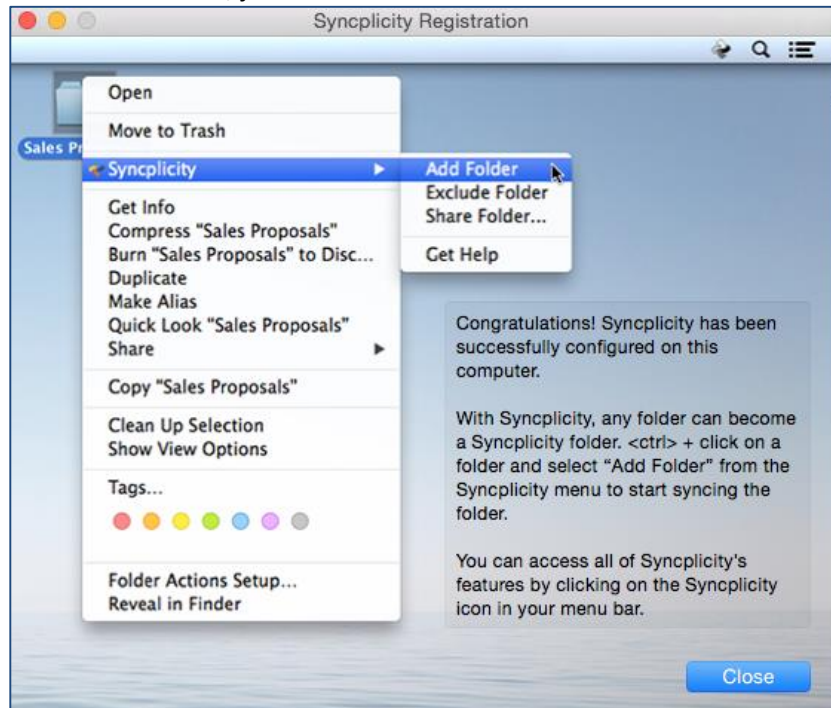 Syncplicity Registration
Sales Pr
Open
Move to Trash
Syncplicity
Get Info
Compress "Sales Proposals"
Burn "Sales Proposals" to Disc...
Duplicate
Make Alias
Quick Look "Sales Proposals"
Share
Copy "Sales Proposals"
Clean Up Selection
Show View Options
Tags...
Folder Actions Setup...
Reveal in Finder
Add Folder
Exclude Folder
Share Folder...
Get Help
Congratulations! Syncplicity has been
successfully configured on this
computer.
With Syncplicity, any folder can become
a Syncplicity folder. <ctrl> + click on a
folder and select “Add Folder” from the
Syncplicity menu to start syncing the
folder.
You can access all of Syncplicity's
features by clicking on the Syncplicity
icon in your menu bar.
Close